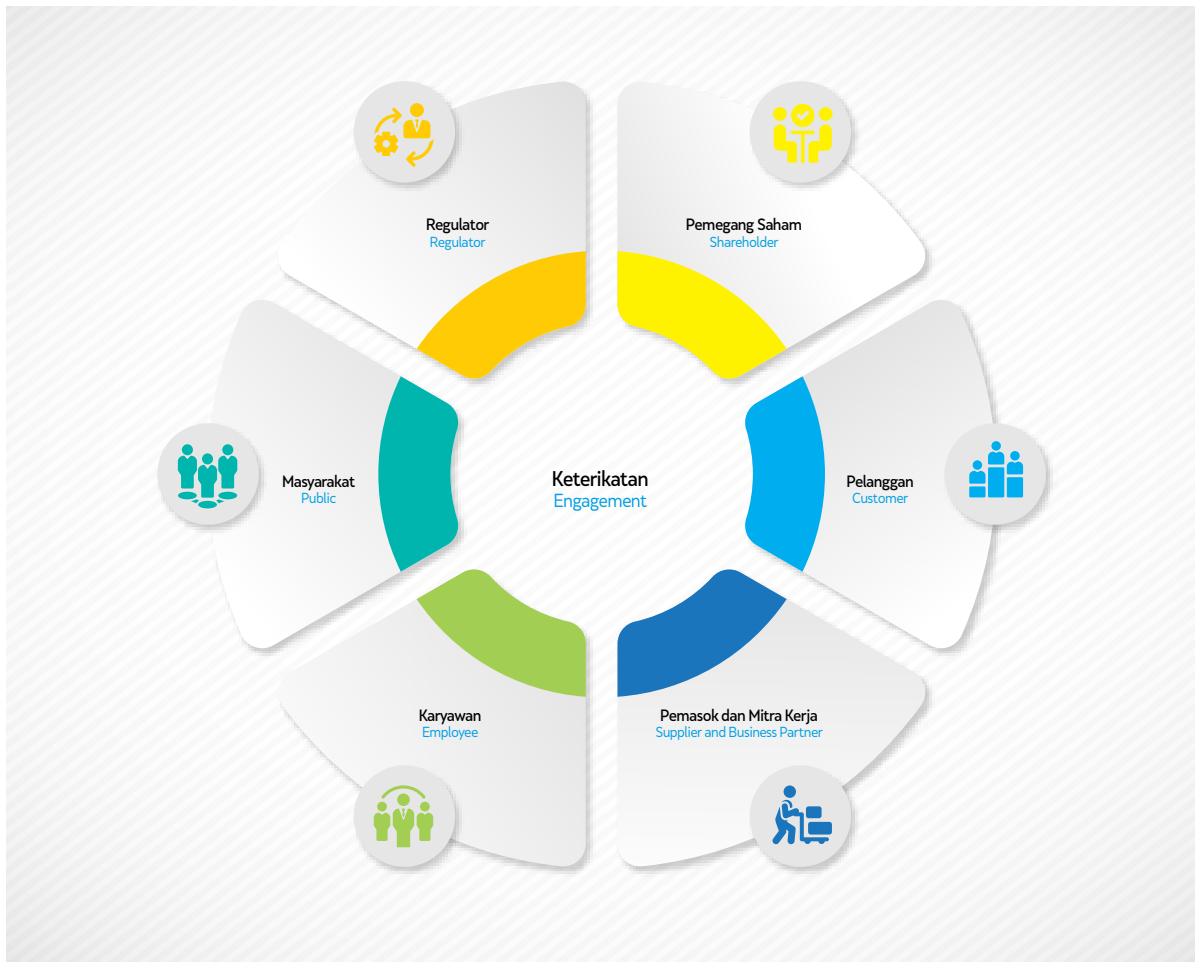 Regulator
Regulator
Pemegang Saham
Shareholder
Masyarakat
Public
Keterikatan
Engagement
Pelanggan
Customer
Karyawan
Employee
Pemasok dan Mitra Kerja
Supplier and Business Partner